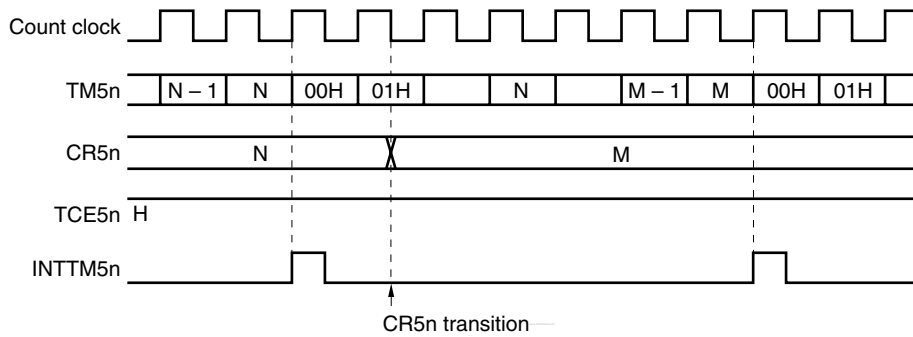 Count clock
TM5n N – 1 N 00H 01H N M – 1 M 00H 01H
CR5n N M
TCE5n H
INTTM5n
CR5n transition